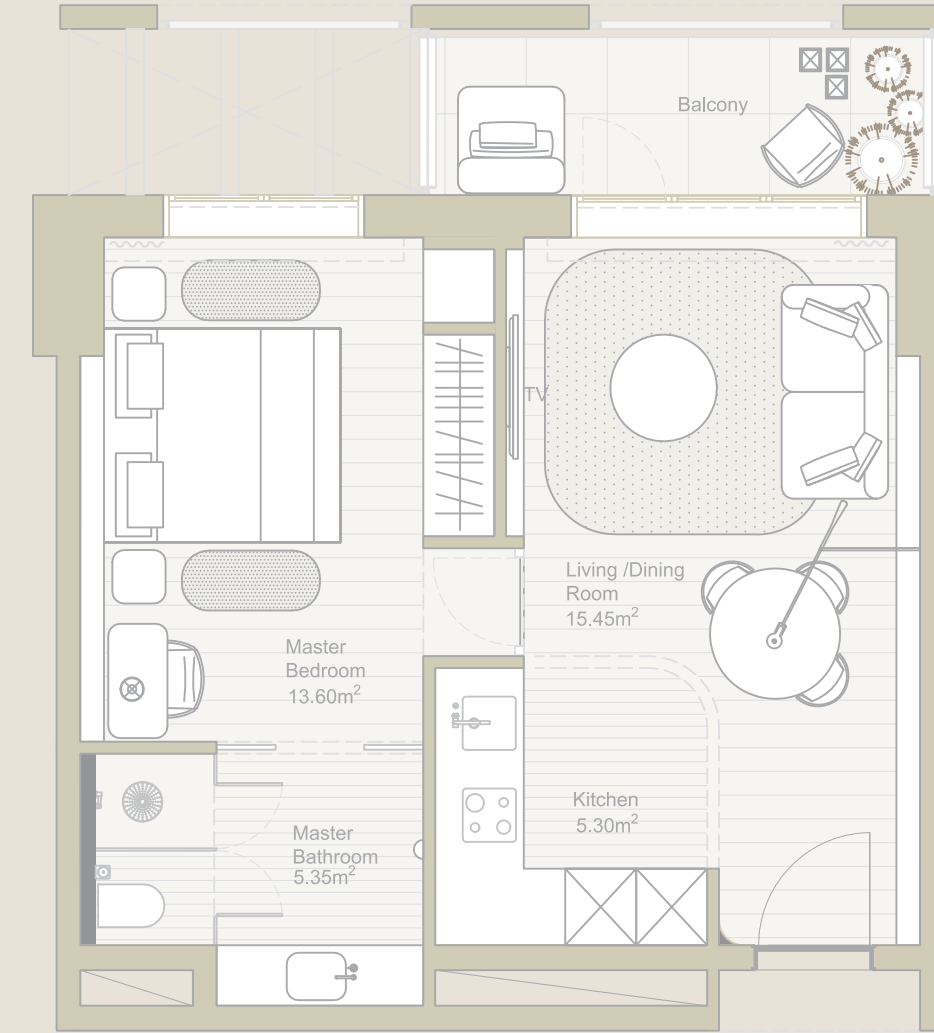 Balcony
TV
Living /Dining
Room
15.45m²
Master
Bedroom
13.60m²
Kitchen
5.30m²
Master
Bathroom
5.35m²